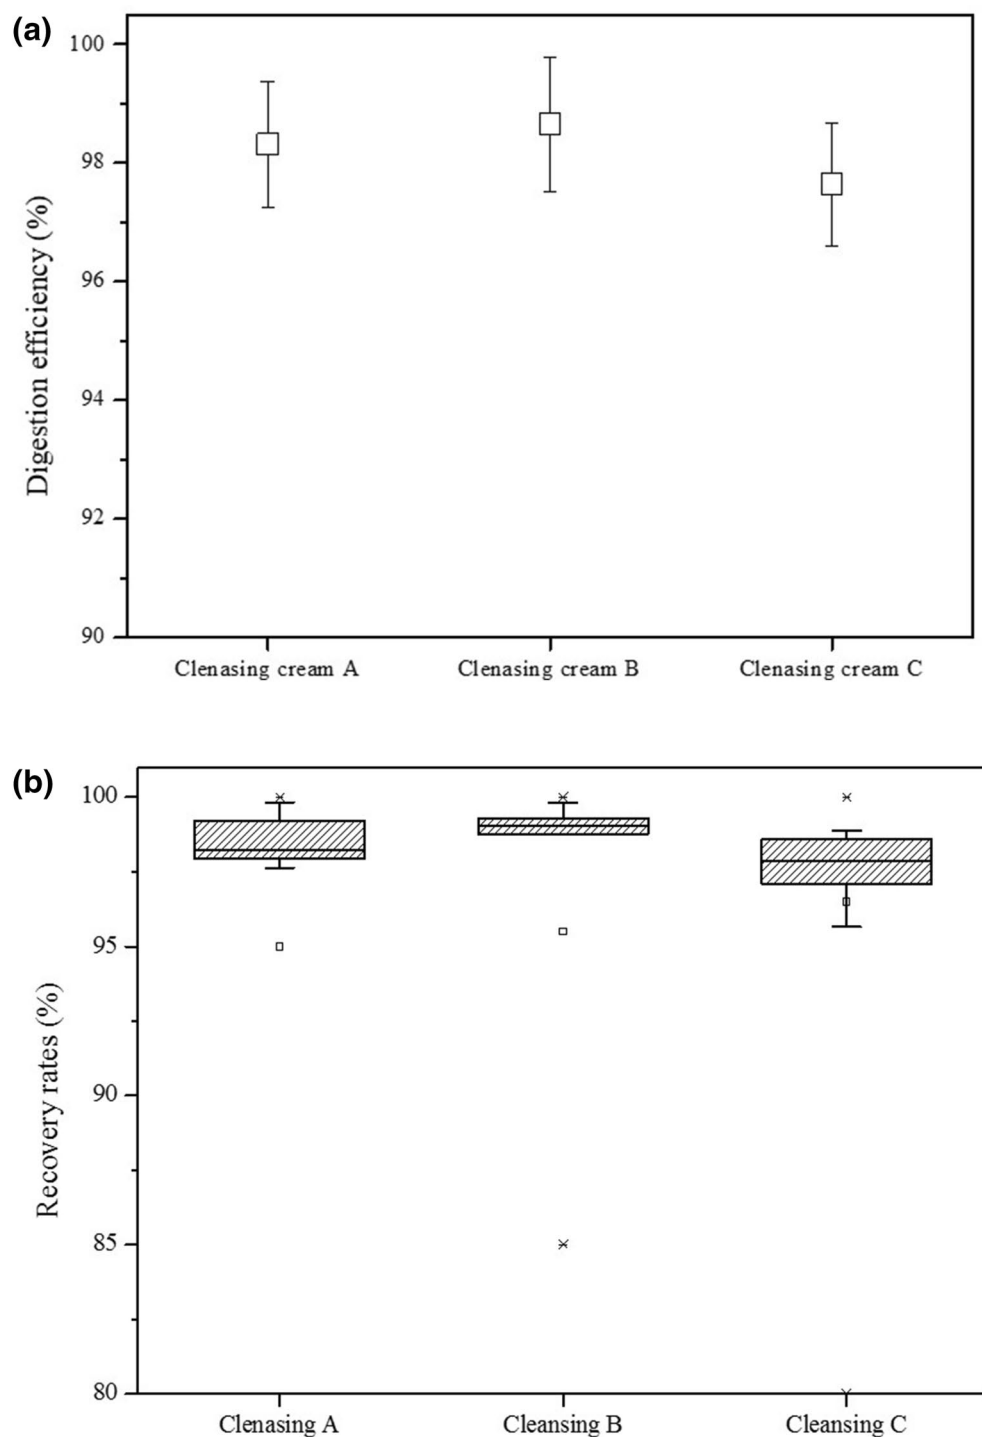 (a)
100
98
96
94
92
90
Digestion efficiency (%)
Clenasing cream A
Clenasing cream B
Clenasing cream C
(b)
100
95
90
85
80
Recovery rates (%)
Clenasing A
Cleansing B
Cleansing C